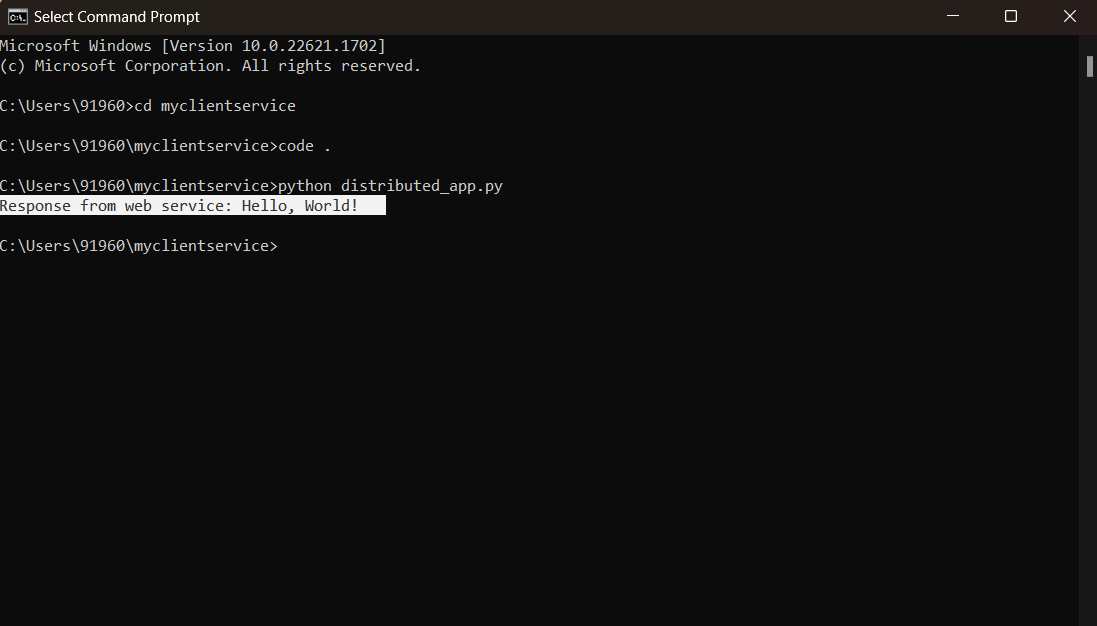 Select Command Prompt
Microsoft Windows [Version 10.0.22621.1702]
(c) Microsoft Corporation. All rights reserved.
C:\Users\91960>cd myclientservice
C:\Users\91960\myclientservice>code .
C:\Users\91960\myclientservice>python distributed_app.py
Response from web service: Hello, World!
C:\Users\91960\myclientservice>